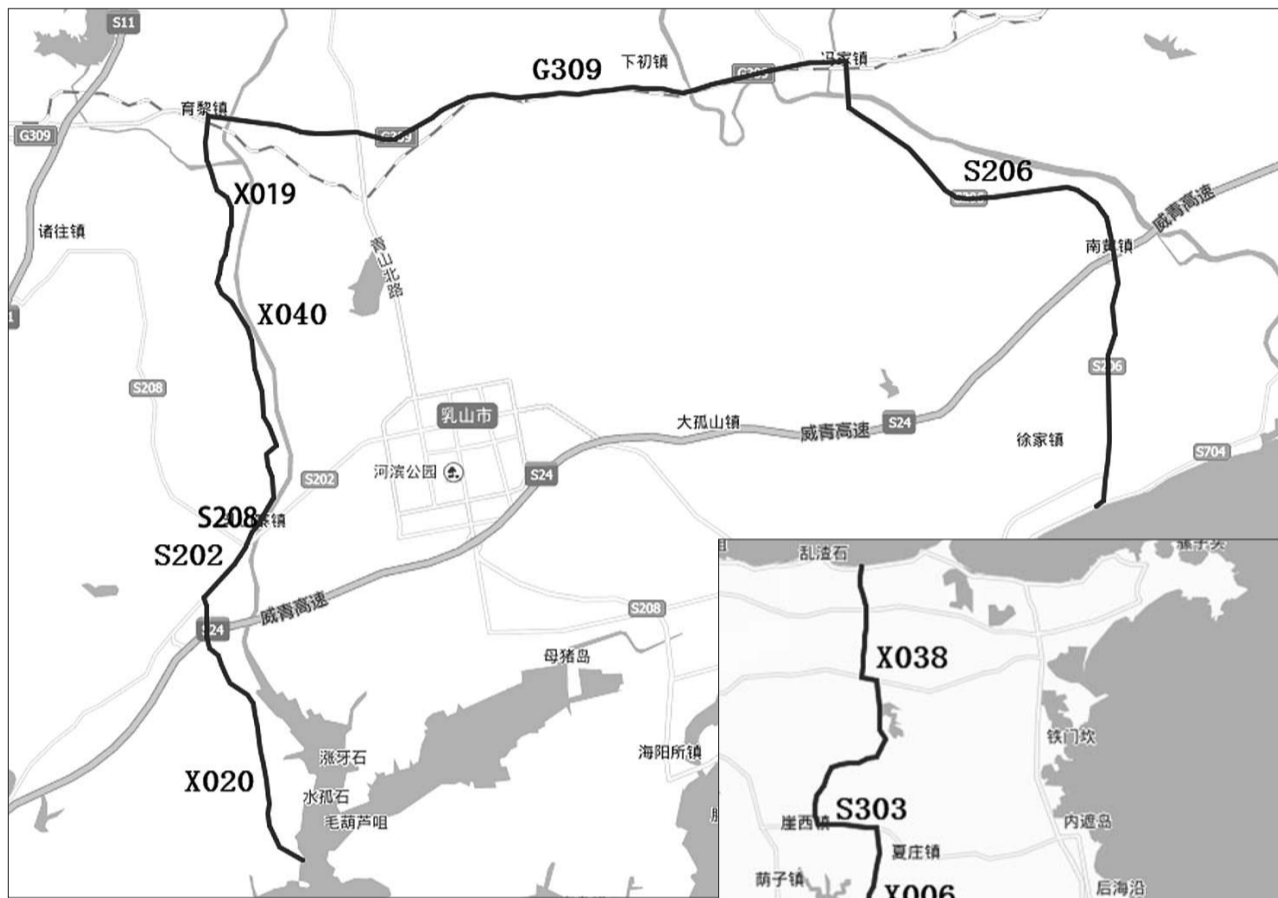 S11
下初镇
G309
冯家镇
育黎镇
G309
X019
S206
诸往镇
青山北路
威青高速
南黄镇
X040
S208
S206
乳山市
大孤山镇
威青高速
S24
徐家镇
S704
河滨公园
S202
S24
S208
S202
乱渣石
威青高速
S24
S208
母猪岛
X038
铁门坎
涨牙石
海阳所镇
X020
水孤石
毛葫芦咀
S303
崖西镇
内遮岛
夏庄镇
荫子镇
后海沿
X006